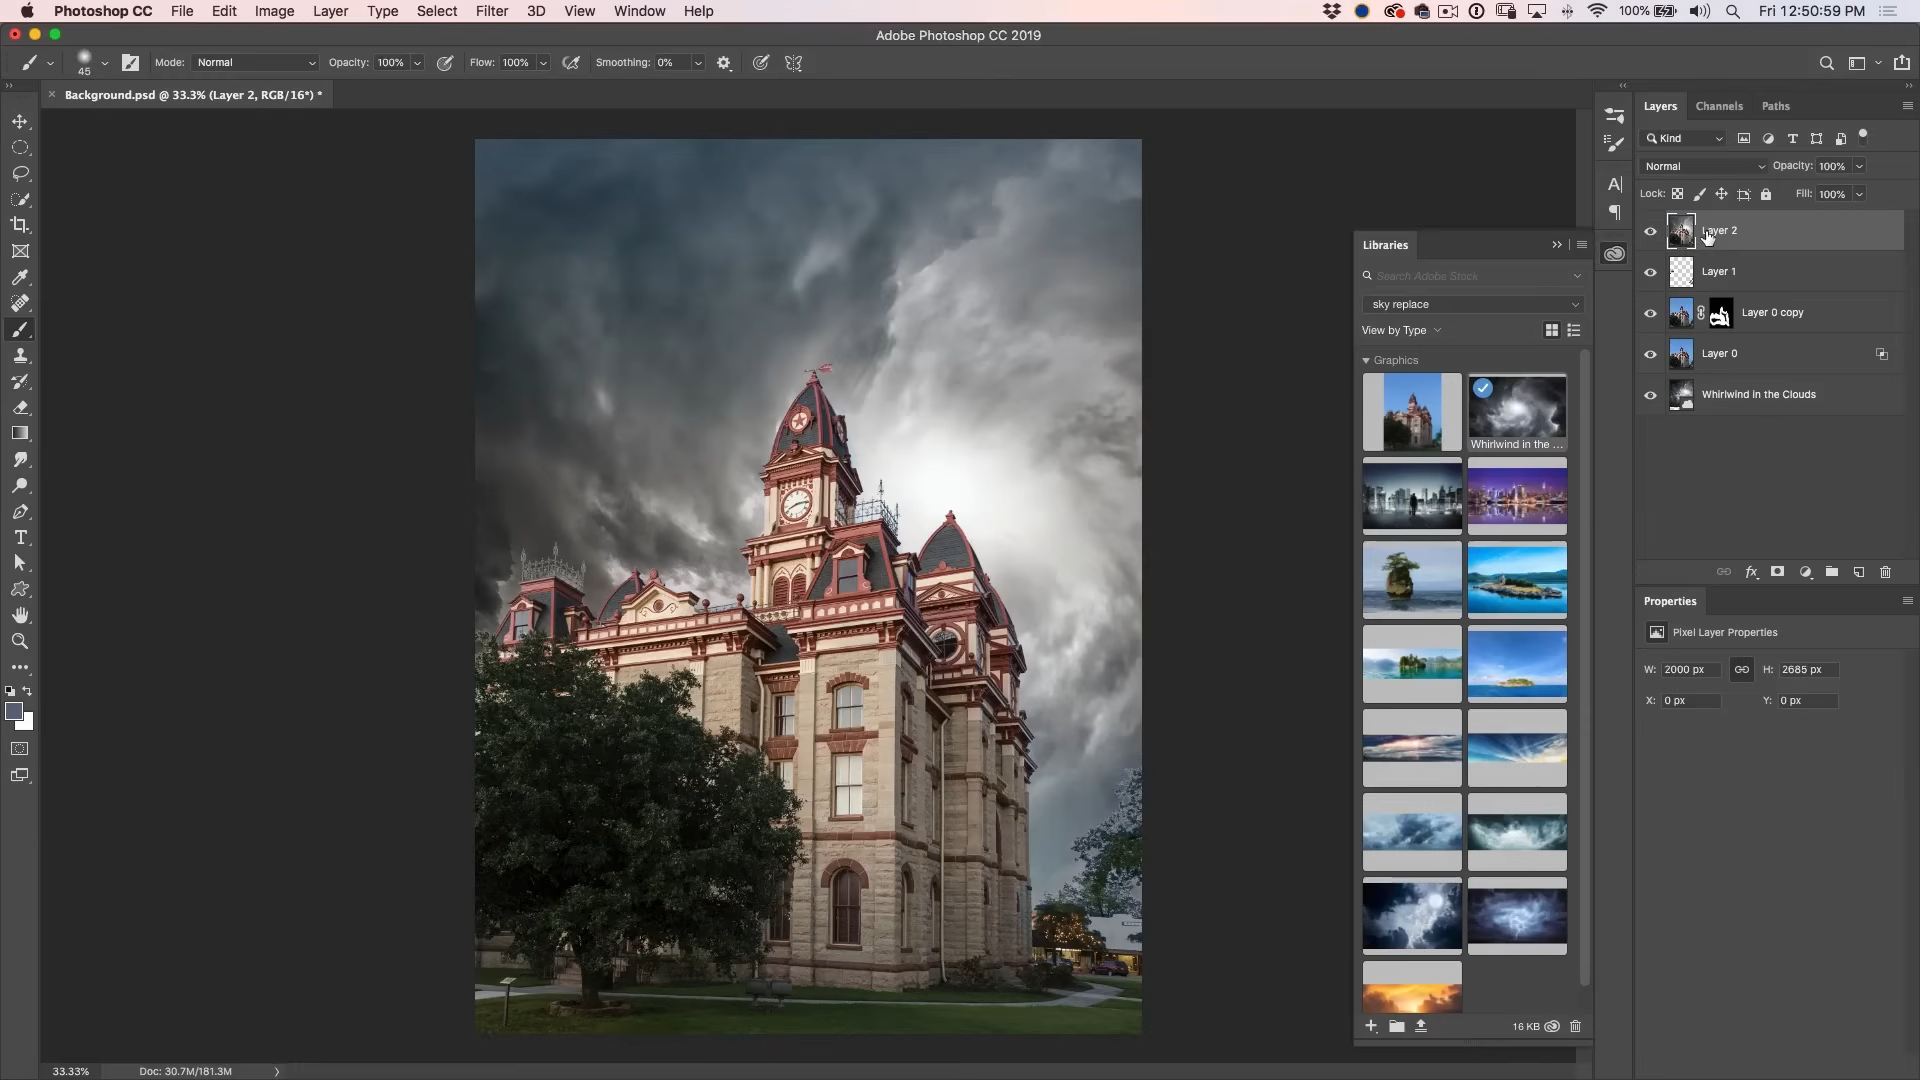 Photoshop CC File Edit Image Layer Type Select Filter 3D View Window Help 100% Fri 12:50:59 PM
Adobe Photoshop CC 2019
45 Mode: Normal Opacity: 100% Flow: 100% Smoothing: 0%
Background.psd @ 33.3% (Layer 2, RGB/16*) *
Layers Channels Paths
Kind
Normal Opacity: 100%
Lock: Fill: 100%
Layer 2
Layer 1
Layer 0 copy
Layer 0
Whirlwind in the Clouds
Libraries
Search Adobe Stock
sky replace
View by Type
Graphics
Whirlwind in the ...
16 KB
Properties
Pixel Layer Properties
W: 2000 px H: 2685 px
X: 0 px Y: 0 px
33.33% Doc: 30.7M/181.3M